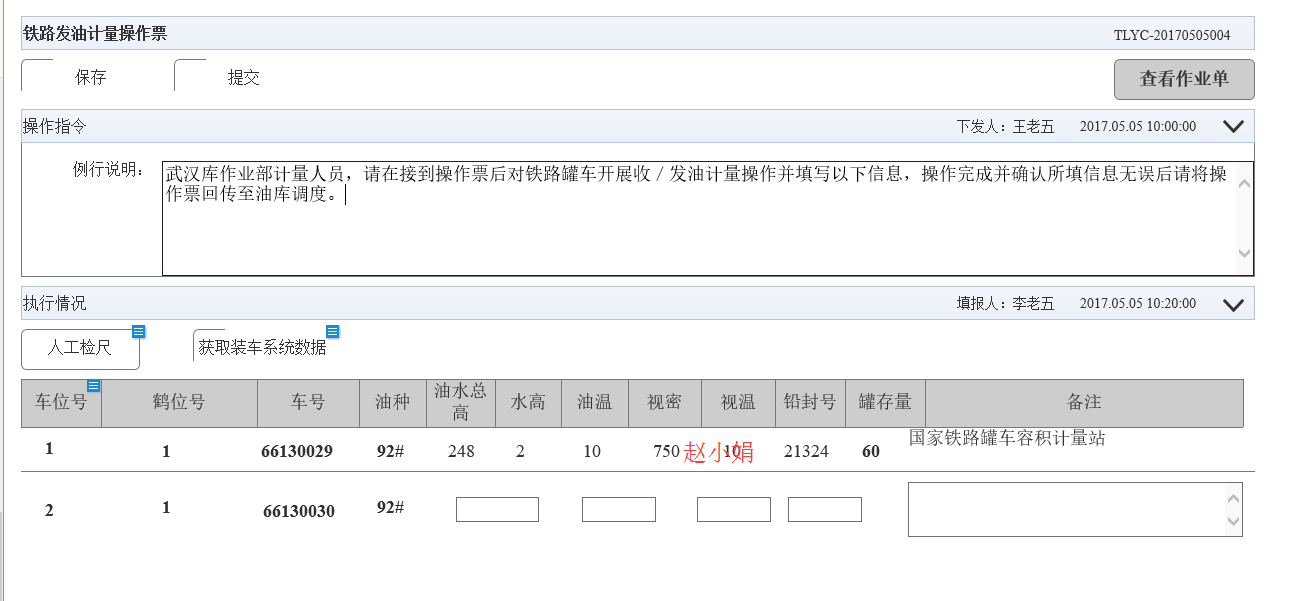 铁路发油计量操作票
TLYC-20170505004
保存
提交
查看作业单
操作指令
下发人：王老五
2017.05.05 10:00:00
例行说明：
武汉库作业部计量人员，请在接到操作票后对铁路罐车开展收／发油计量操作并填写以下信息，操作完成并确认所填信息无误后请将操
作票回传至油库调度。
执行情况
填报人：李老五
2017.05.05 10:20:00
人工检尺
获取装车系统数据
车位号
鹤位号
车号
油种
油水总
高
水高
油温
视密
视温
铅封号
罐存量
备注
1
1
66130029
92#
248
2
10
750
10
赵小娟
21324
60
国家铁路罐车容积计量站
2
1
66130030
92#